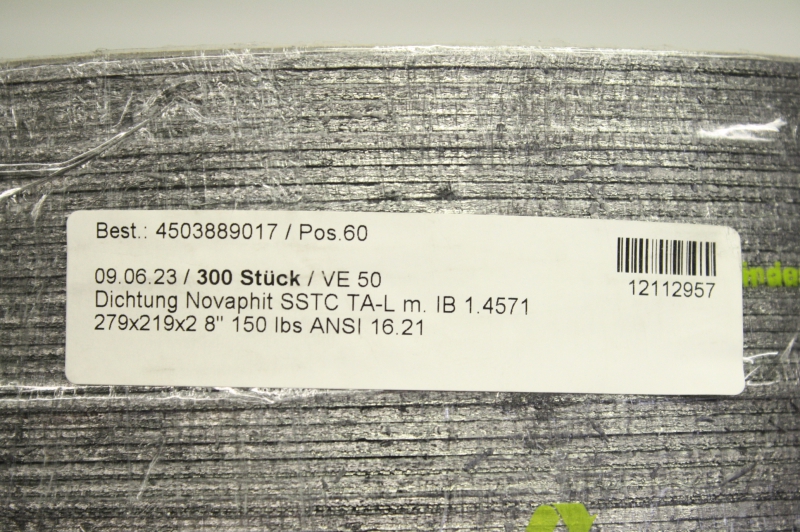 Best.: 4503889017 / Pos.60
09.06.23 / 300 Stück / VE 50
Dichtung Novaphit SSTC TA-L m. IB 1.4571
279x219x2 8" 150 lbs ANSI 16.21
12112957